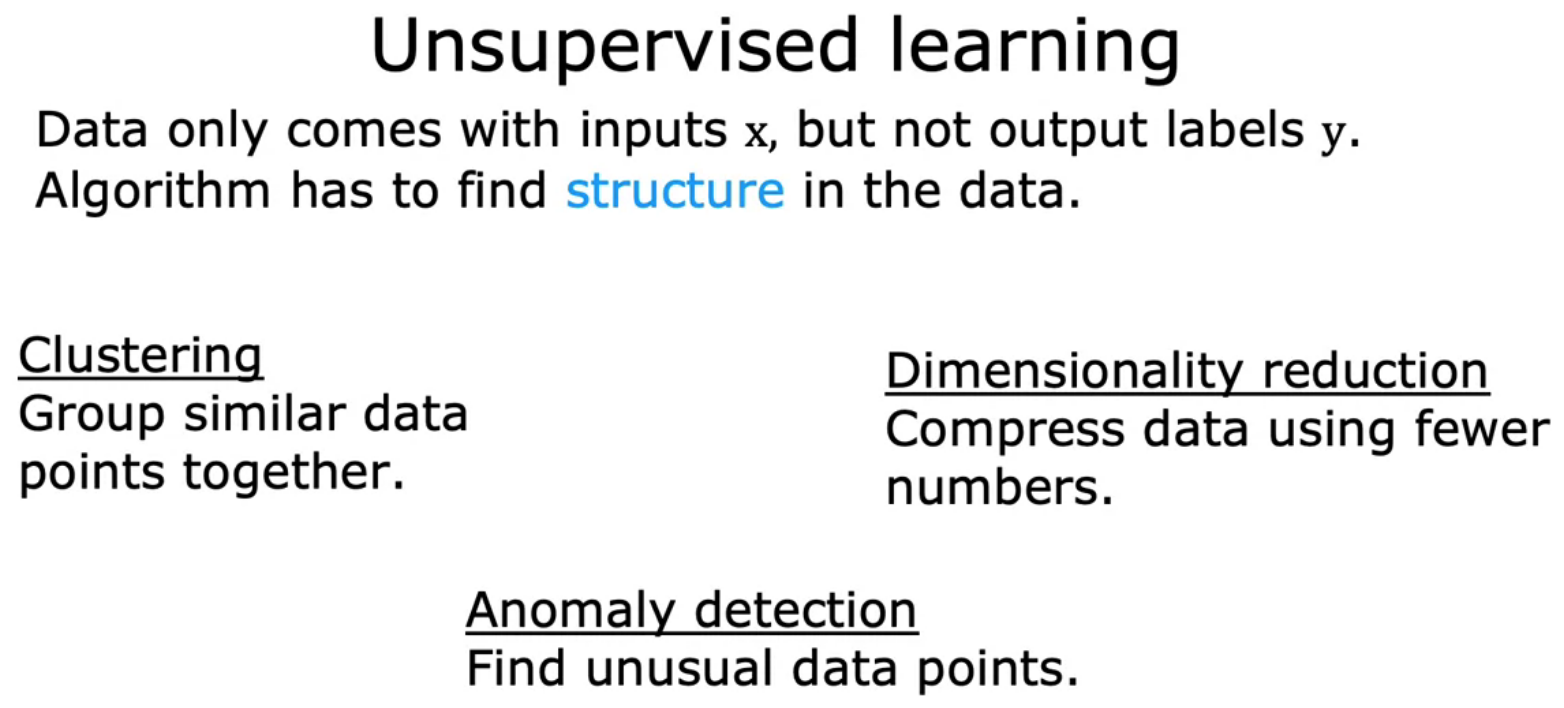 Unsupervised learning
Data only comes with inputs x, but not output labels y.
Algorithm has to find structure in the data.
Clustering
Group similar data
points together.
Dimensionality reduction
Compress data using fewer
numbers.
Anomaly detection
Find unusual data points.